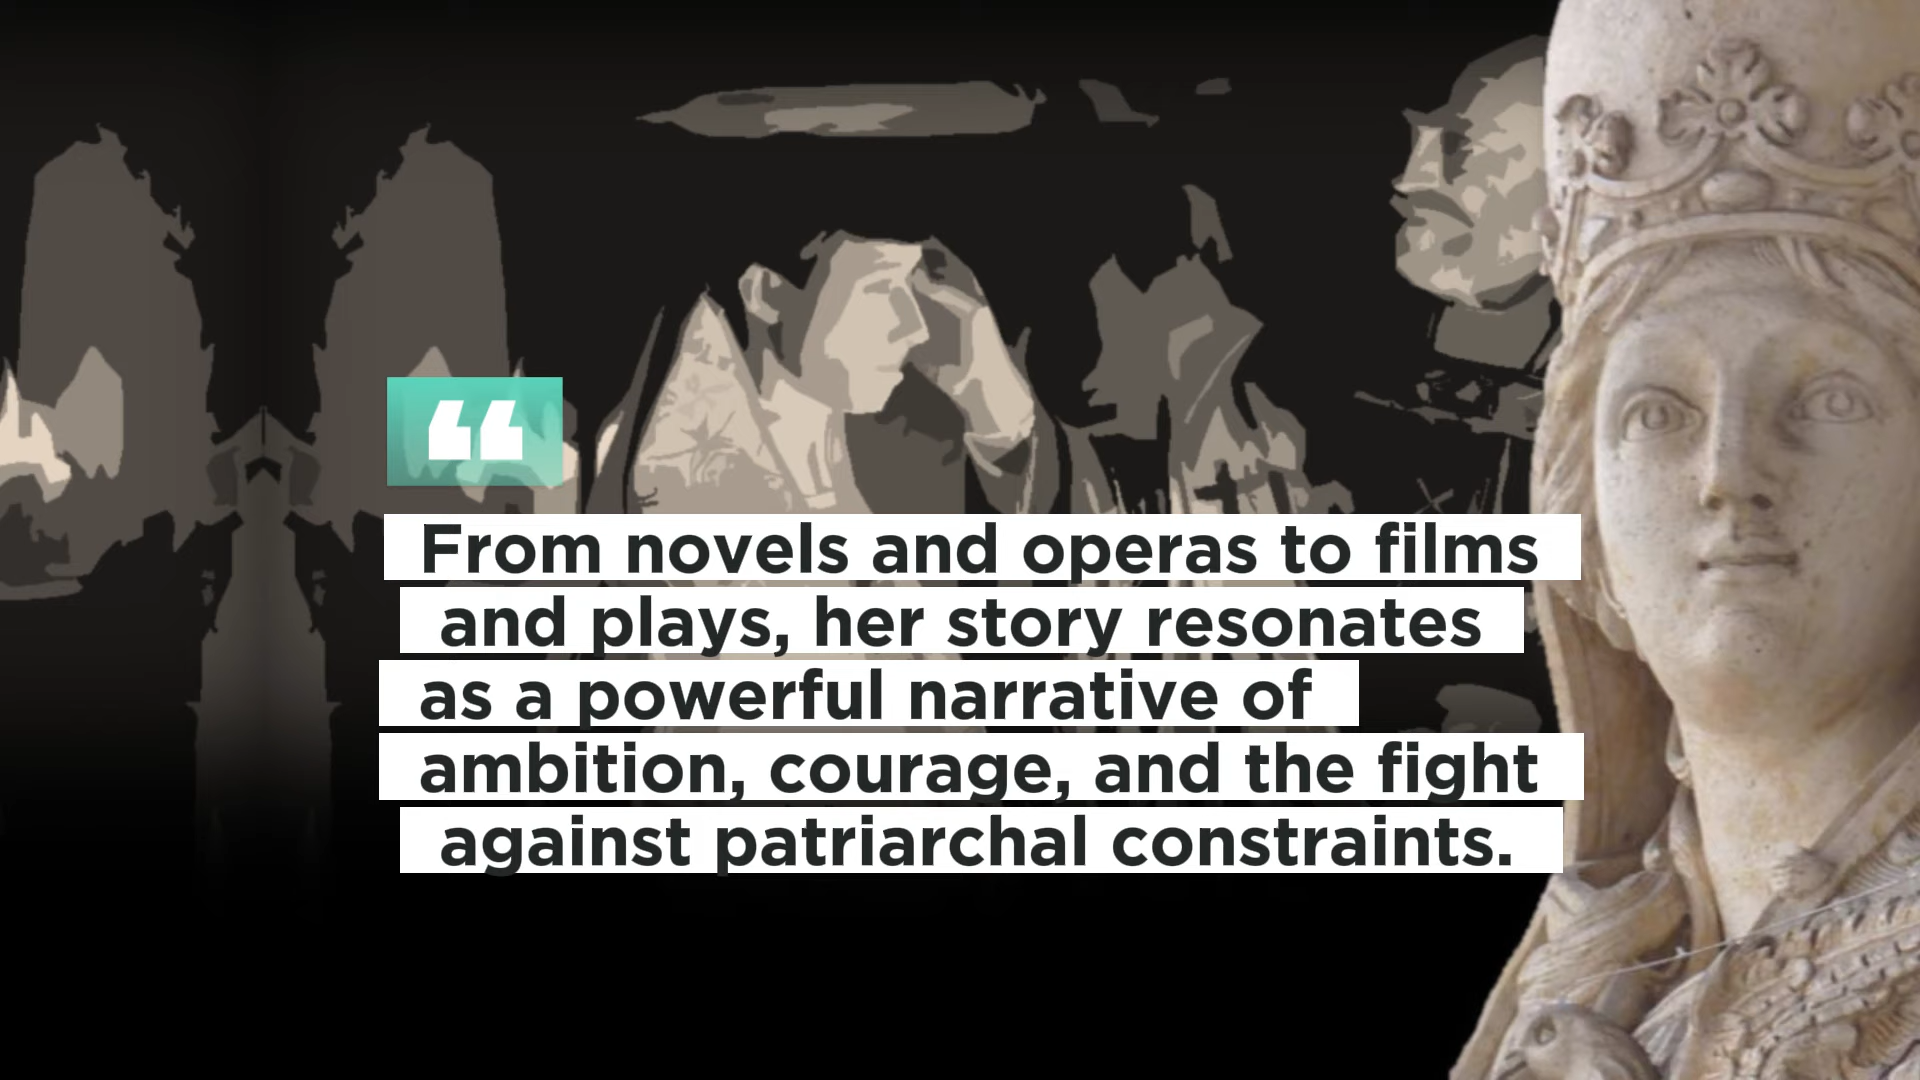 “
From novels and operas to films
and plays, her story resonates
as a powerful narrative of
ambition, courage, and the fight
against patriarchal constraints.